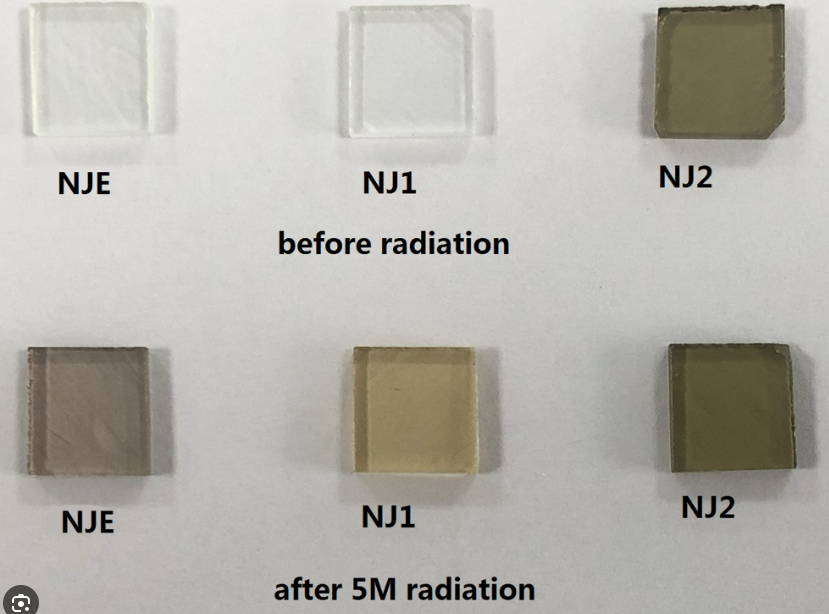 NJE NJ1 NJ2
before radiation
NJE NJ1 NJ2
after 5M radiation